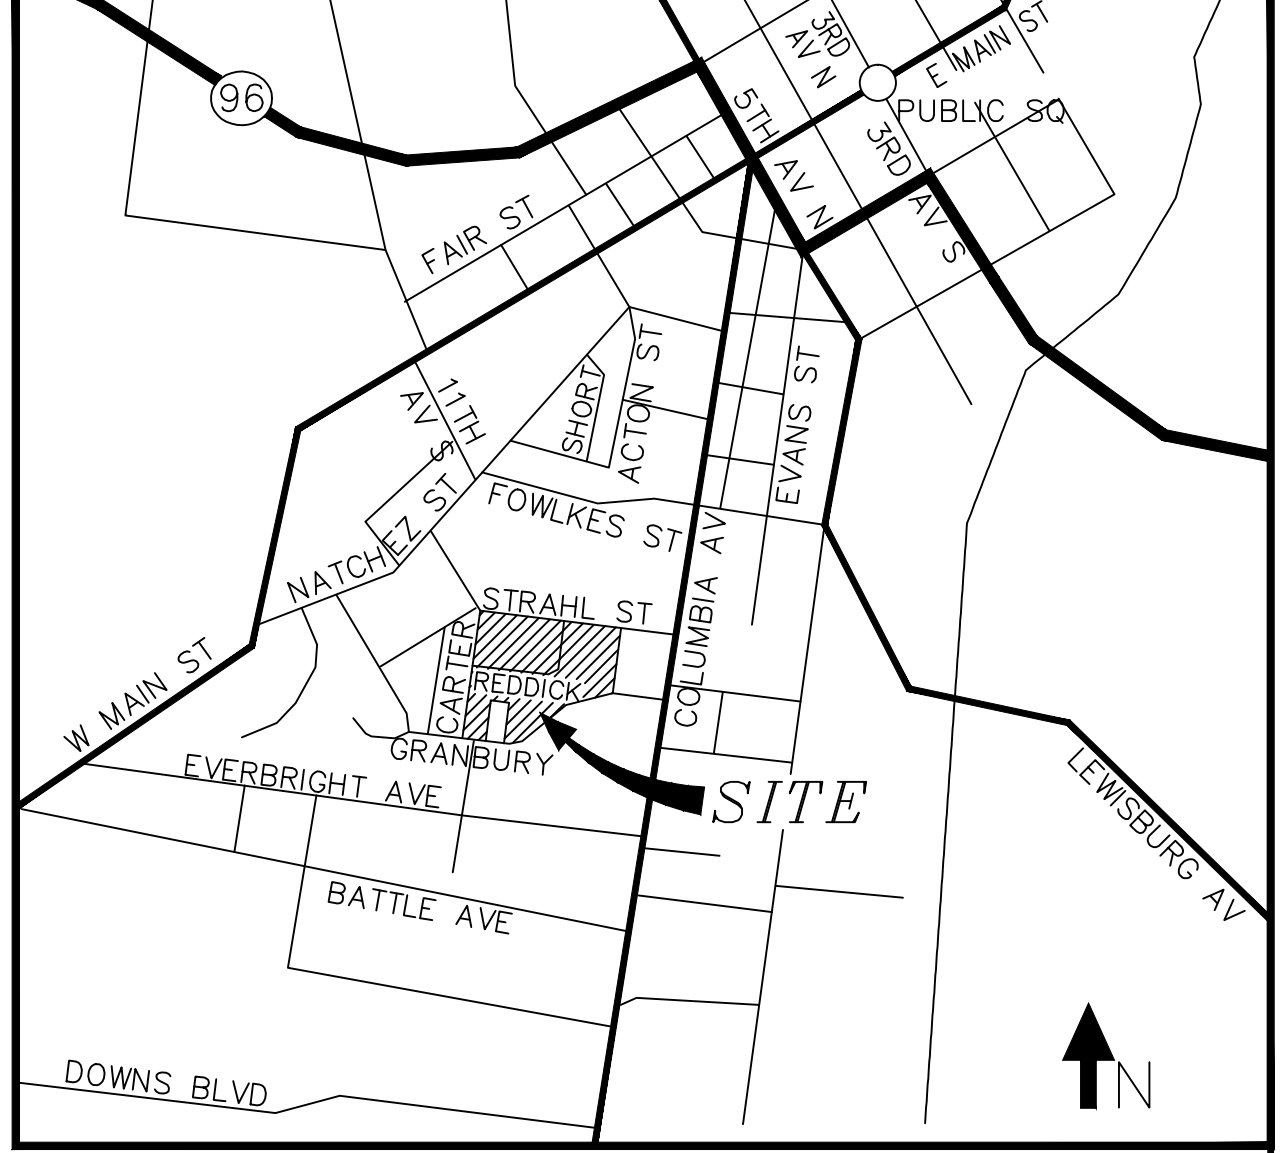 3RD
AV N
E MAIN ST
96
5TH
AV N
PUBLIC SQ
3RD
AV S
FAIR ST
11TH
AV S
SHORT
ACTON ST
EVANS ST
NATCHEZ ST
FOWLKES ST
COLUMBIA AV
STRAHL ST
CARTER
REDDICK
W MAIN ST
GRANBURY
EVERBRIGHT AVE
SITE
LEWISBURG AV
BATTLE AVE
DOWNS BLVD
N